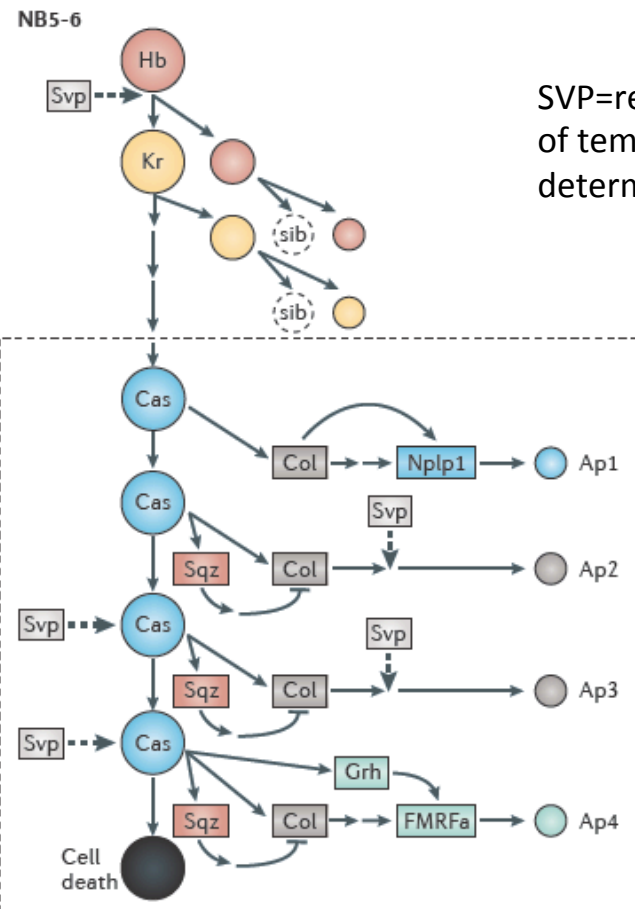 NB5-6
Hb
Svp
Kr
sib
sib
SVP=re
of tem
determ
Cas
Col
Nplp1
Ap1
Cas
Svp
Sqz
Col
Ap2
Svp
Cas
Svp
Sqz
Col
Ap3
Svp
Cas
Grh
Sqz
Col
FMRFa
Ap4
Cell
death